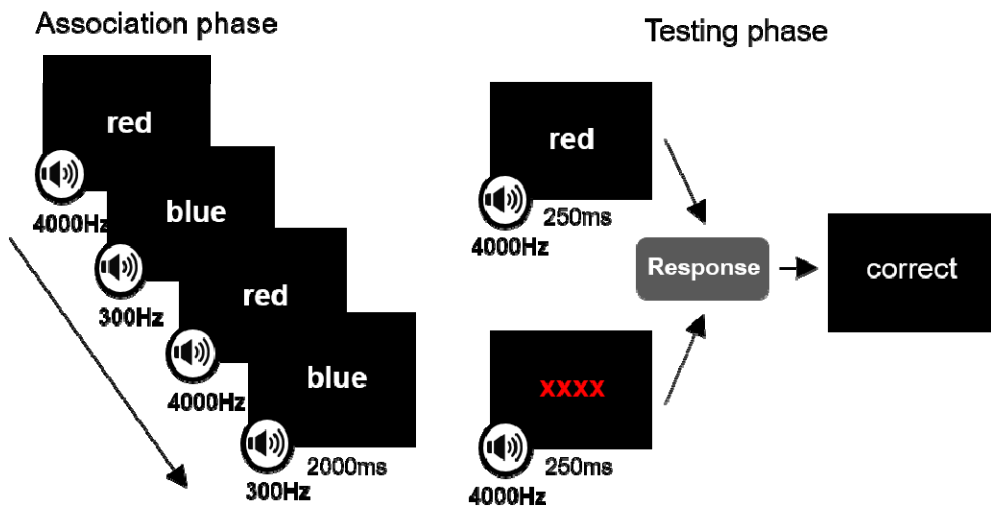 Association phase
red
4000Hz
blue
300Hz
red
4000Hz
blue
2000ms
300Hz
Testing phase
red
250ms
4000Hz
xxxx
250ms
4000Hz
Response
correct